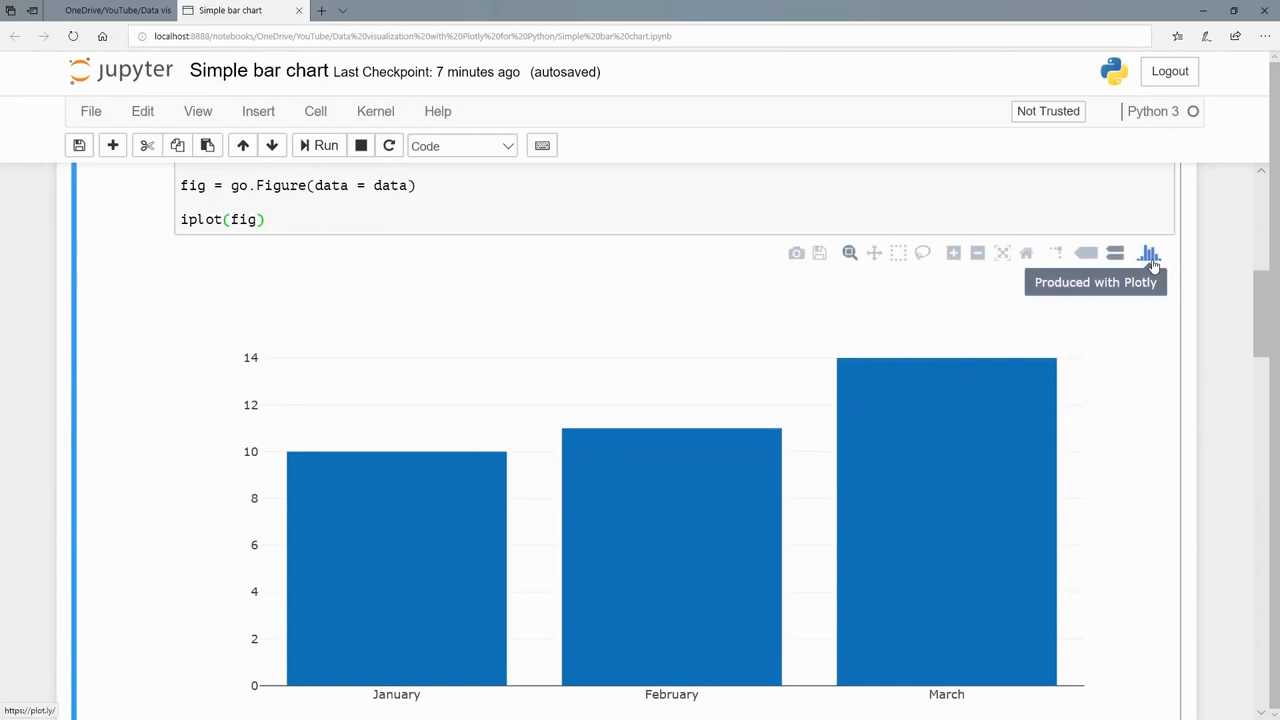 OneDrive/YouTube/Data vis
Simple bar chart
localhost:8888/notebooks/OneDrive/YouTube/Data%20visualization%20with%20Plotly%20for%20Python/Simple%20bar%20chart.ipynb
jupyter Simple bar chart Last Checkpoint: 7 minutes ago (autosaved)
Logout
File Edit View Insert Cell Kernel Help
Not Trusted
Python 3
Run
Code
fig = go.Figure(data = data)
iplot(fig)
Produced with Plotly
14
12
10
8
6
4
2
0
January February March
https://plot.ly/